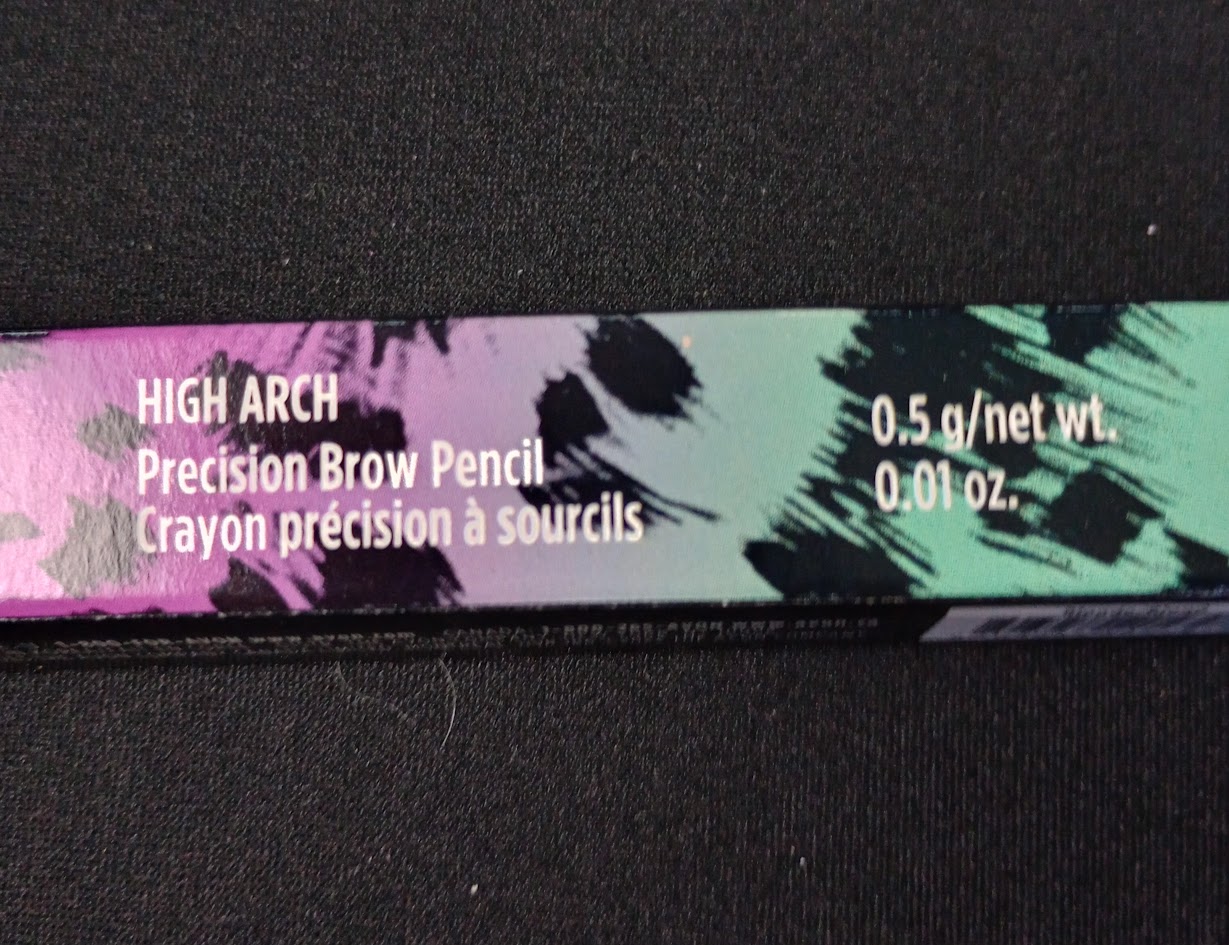 HIGH ARCH
Precision Brow Pencil
Crayon précision à sourcils
0.5 g/net wt.
0.01 oz.